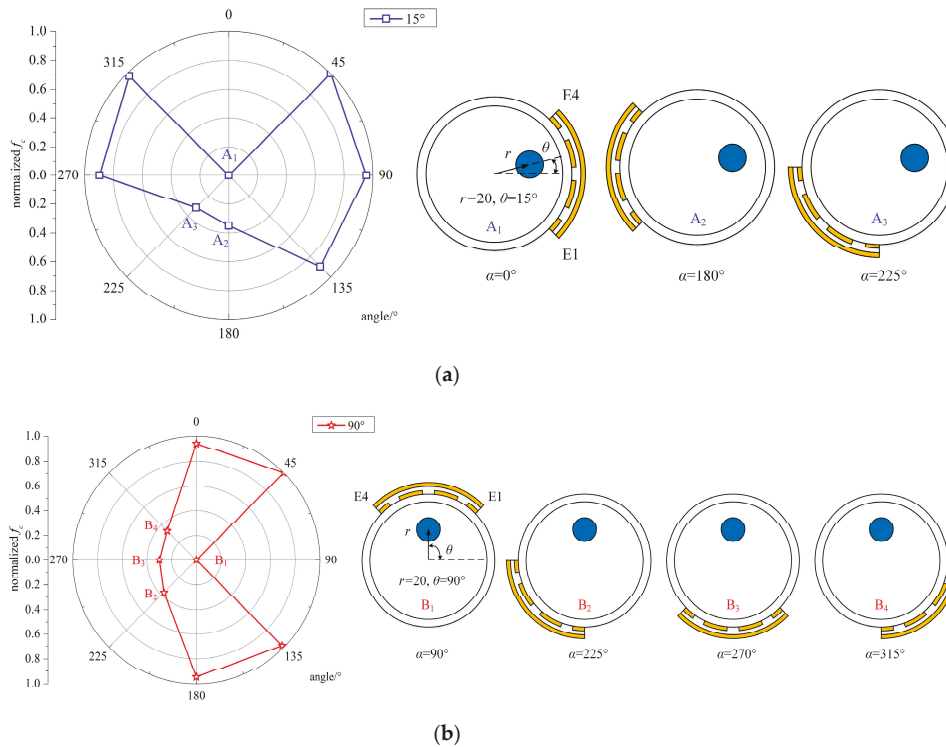 15°
normalized f_c
1.0
0.8
0.6
0.4
0.2
0.0
0.2
0.4
0.6
0.8
1.0
0
45
90
135
180
225
270
315
angle/°
A1
A2
A3
E4
r
θ
r=20, θ=15°
A1
E1
α=0°
A2
α=180°
A3
α=225°
(a)
90°
normalized f_c
1.0
0.8
0.6
0.4
0.2
0.0
0.2
0.4
0.6
0.8
1.0
0
45
90
135
180
225
270
315
angle/°
B4
B3
B1
B2
E4
E1
r
θ
r=20, θ=90°
B1
α=90°
B2
α=225°
B3
α=270°
B4
α=315°
(b)